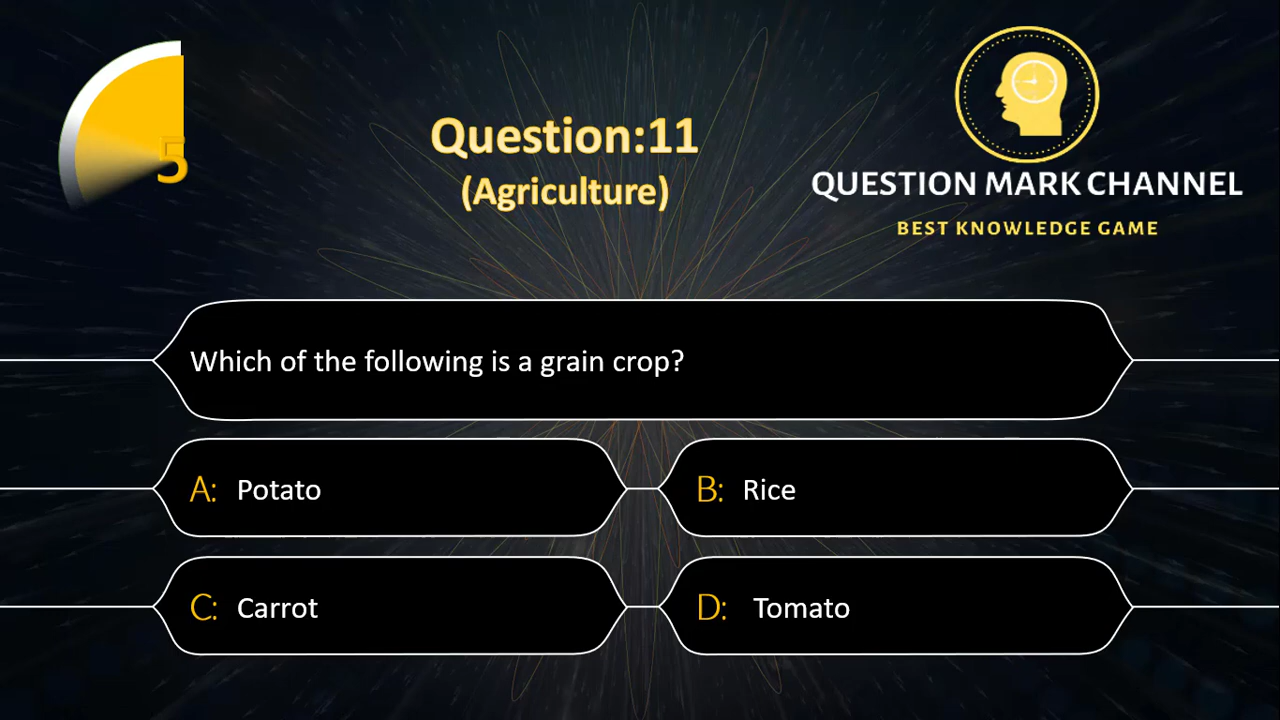 5
Question:11
(Agriculture)
QUESTION MARK CHANNEL
BEST KNOWLEDGE GAME
Which of the following is a grain crop?
A: Potato
B: Rice
C: Carrot
D: Tomato